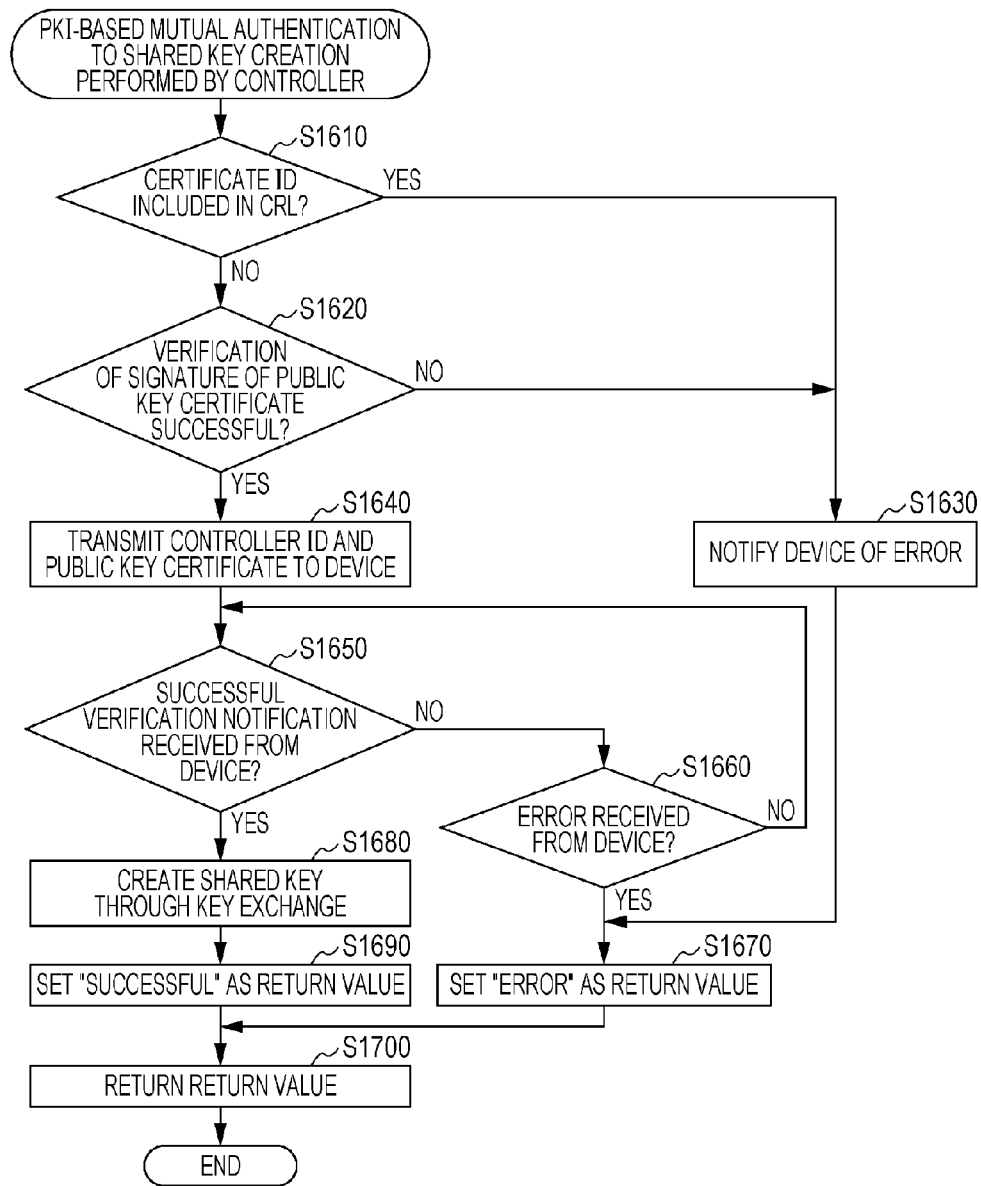 PKI-BASED MUTUAL AUTHENTICATION
TO SHARED KEY CREATION
PERFORMED BY CONTROLLER
S1610
CERTIFICATE ID
INCLUDED IN CRL?
YES
NO
S1620
VERIFICATION
OF SIGNATURE OF PUBLIC
KEY CERTIFICATE
SUCCESSFUL?
NO
YES
S1640
TRANSMIT CONTROLLER ID AND
PUBLIC KEY CERTIFICATE TO DEVICE
S1630
NOTIFY DEVICE OF ERROR
S1650
SUCCESSFUL
VERIFICATION NOTIFICATION
RECEIVED FROM
DEVICE?
NO
YES
S1660
ERROR RECEIVED
FROM DEVICE?
NO
YES
S1680
CREATE SHARED KEY
THROUGH KEY EXCHANGE
S1690
SET "SUCCESSFUL" AS RETURN VALUE
S1670
SET "ERROR" AS RETURN VALUE
S1700
RETURN RETURN VALUE
END